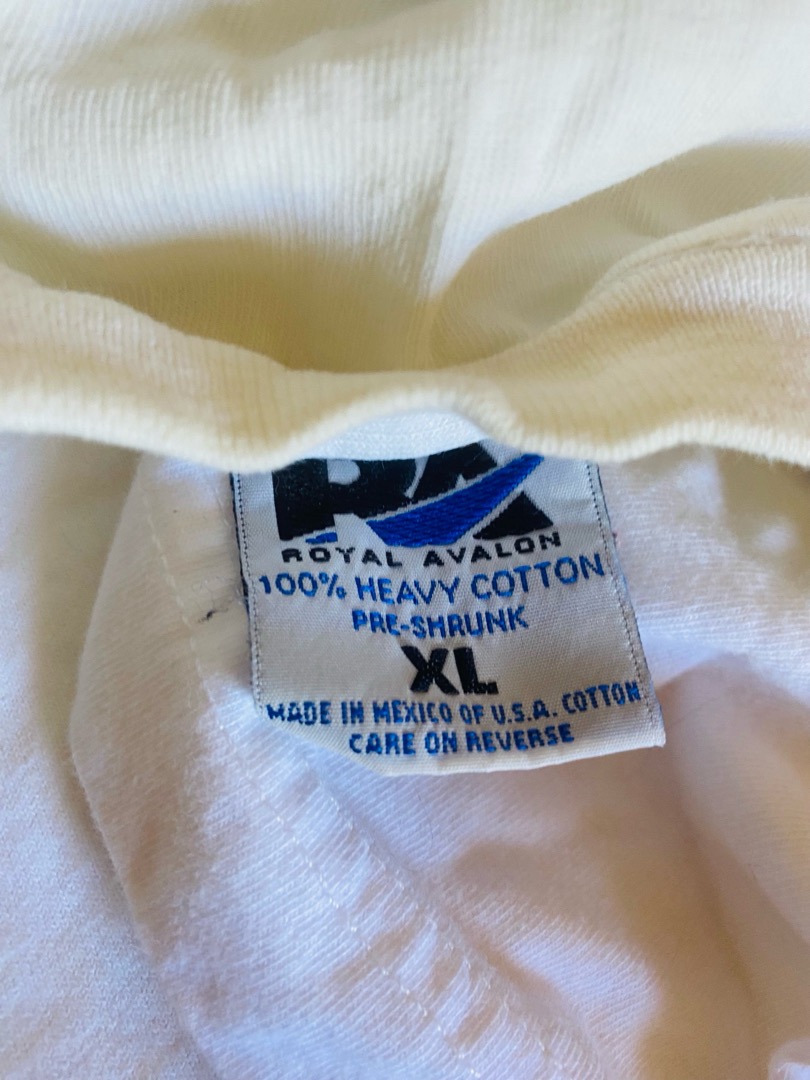 RA
ROYAL AVALON
100% HEAVY COTTON
PRE-SHRUNK
XL
MADE IN MEXICO OF U.S.A. COTTON
CARE ON REVERSE